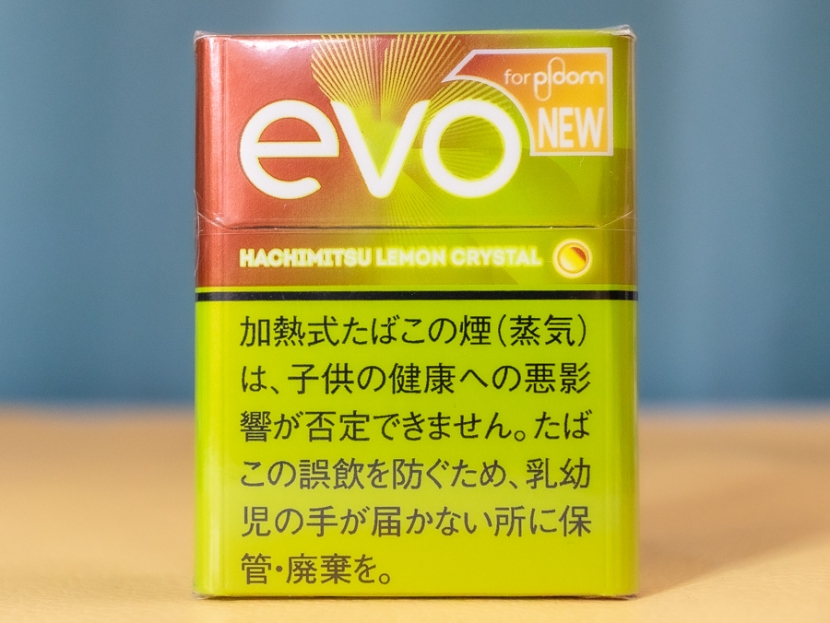 for ploom
evo
NEW
HACHIMITSU LEMON CRYSTAL
加熱式たばこの煙(蒸気)
は、子供の健康への悪影
響が否定できません。たば
この誤飲を防ぐため、乳幼
児の手が届かない所に保
管・廃棄を。